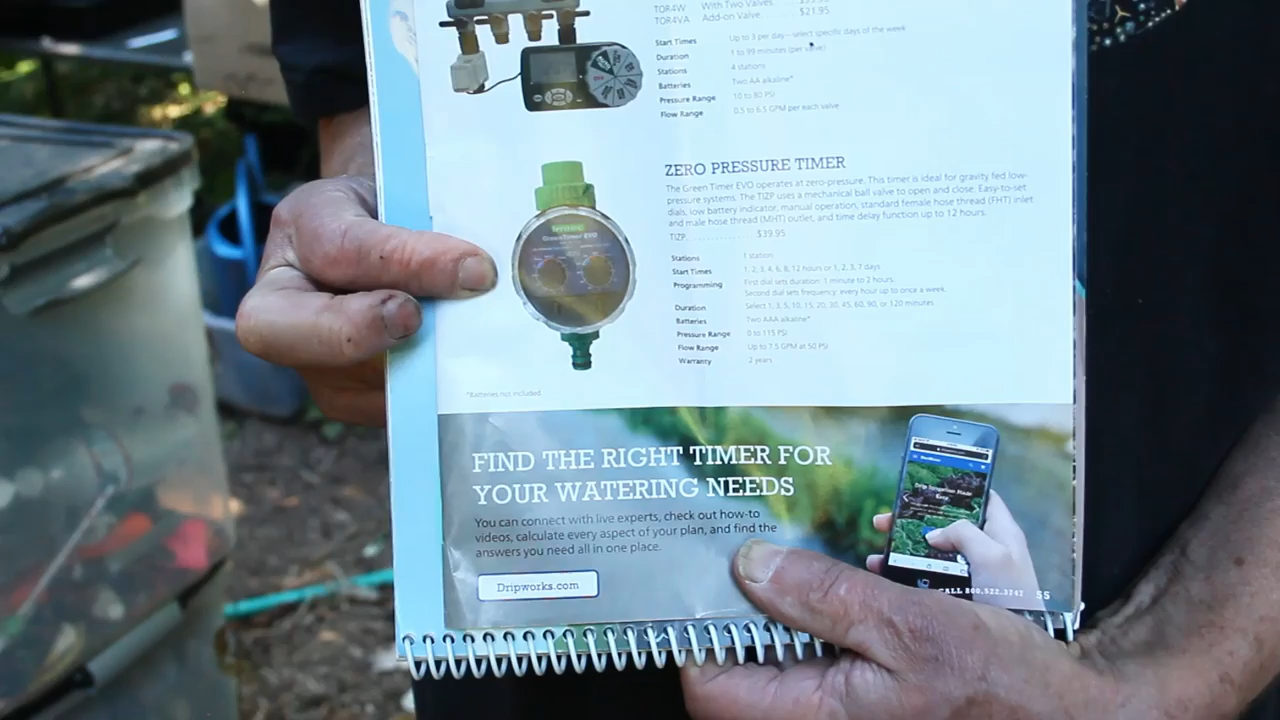 TOR4W With Two Valves
TOR4VA Add-on Valve $21.95
Start Times Up to 3 per day—select specific days of the week
Duration 1 to 99 minutes (per valve)
Stations 4 stations
Batteries Two AA alkaline*
Pressure Range 10 to 80 PSI
Flow Range 0.5 to 6.5 GPM per each valve
ZERO PRESSURE TIMER
The Green Timer EVO operates at zero-pressure. This timer is ideal for gravity fed low-
pressure systems. The TIZP uses a mechanical ball valve to open and close. Easy-to-set
dials, low battery indicator, manual operation, standard female hose thread (FHT) inlet
and male hose thread (MHT) outlet, and time delay function up to 12 hours.
TIZP. . . . . . . . . . . . . . . $39.95
GreenTimer EVO
Stations 1 station
Start Times 1, 2, 3, 4, 6, 8, 12 hours or 1, 2, 3, 7 days
Programming First dial sets duration: 1 minute to 2 hours.
Second dial sets frequency: every hour up to once a week.
Duration Select 1, 3, 5, 10, 15, 20, 30, 45, 60, 90, or 120 minutes
Batteries Two AAA alkaline*
Pressure Range 0 to 115 PSI
Flow Range Up to 7.5 GPM at 50 PSI
Warranty 2 years
*Batteries not included
FIND THE RIGHT TIMER FOR
YOUR WATERING NEEDS
You can connect with live experts, check out how-to
videos, calculate every aspect of your plan, and find the
answers you need all in one place.
Dripworks.com
Drip Irrigation Made
Easy
CALL 800.522.3747 55